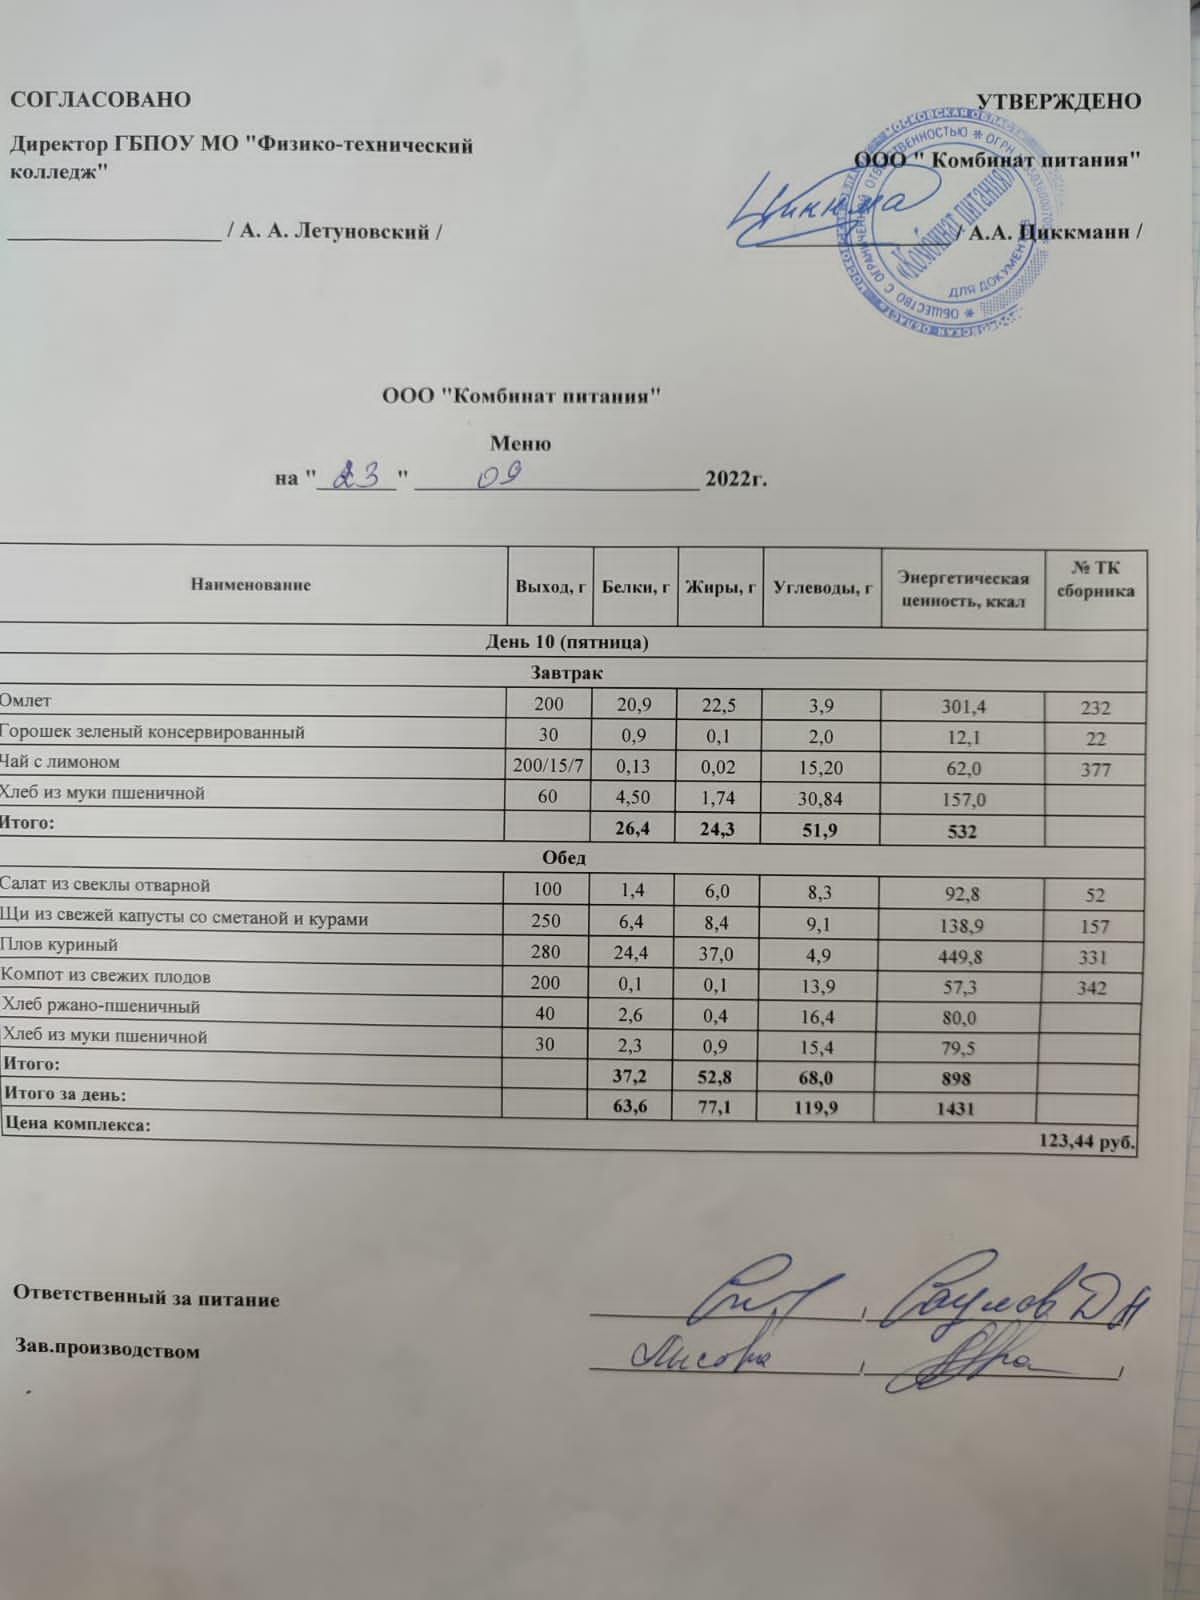 СОГЛАСОВАНО
Директор ГБПОУ МО "Физико-технический
колледж"
/ А. А. Летуновский /
УТВЕРЖДЕНО
ООО " Комбинат питания"
/ А.А. Циккманн /
МОСКОВСКАЯ ОБЛАСТЬ
ОБЩЕСТВО С ОГРАНИЧЕННОЙ ОТВЕТСТВЕННОСТЬЮ * ОГРН
«Комбинат питания»
ДЛЯ ДОКУМЕНТОВ
ООО "Комбинат питания"
Меню
на " 23 " 09 2022г.
Наименование Выход, г Белки, г Жиры, г Углеводы, г Энергетическая ценность, ккал № ТК сборника
День 10 (пятница)
Завтрак
Омлет 200 20,9 22,5 3,9 301,4 232
Горошек зеленый консервированный 30 0,9 0,1 2,0 12,1 22
Чай с лимоном 200/15/7 0,13 0,02 15,20 62,0 377
Хлеб из муки пшеничной 60 4,50 1,74 30,84 157,0
Итого: 26,4 24,3 51,9 532
Обед
Салат из свеклы отварной 100 1,4 6,0 8,3 92,8 52
Щи из свежей капусты со сметаной и курами 250 6,4 8,4 9,1 138,9 157
Плов куриный 280 24,4 37,0 4,9 449,8 331
Компот из свежих плодов 200 0,1 0,1 13,9 57,3 342
Хлеб ржано-пшеничный 40 2,6 0,4 16,4 80,0
Хлеб из муки пшеничной 30 2,3 0,9 15,4 79,5
Итого: 37,2 52,8 68,0 898
Итого за день: 63,6 77,1 119,9 1431
Цена комплекса: 123,44 руб.
Ответственный за питание
Зав.производством